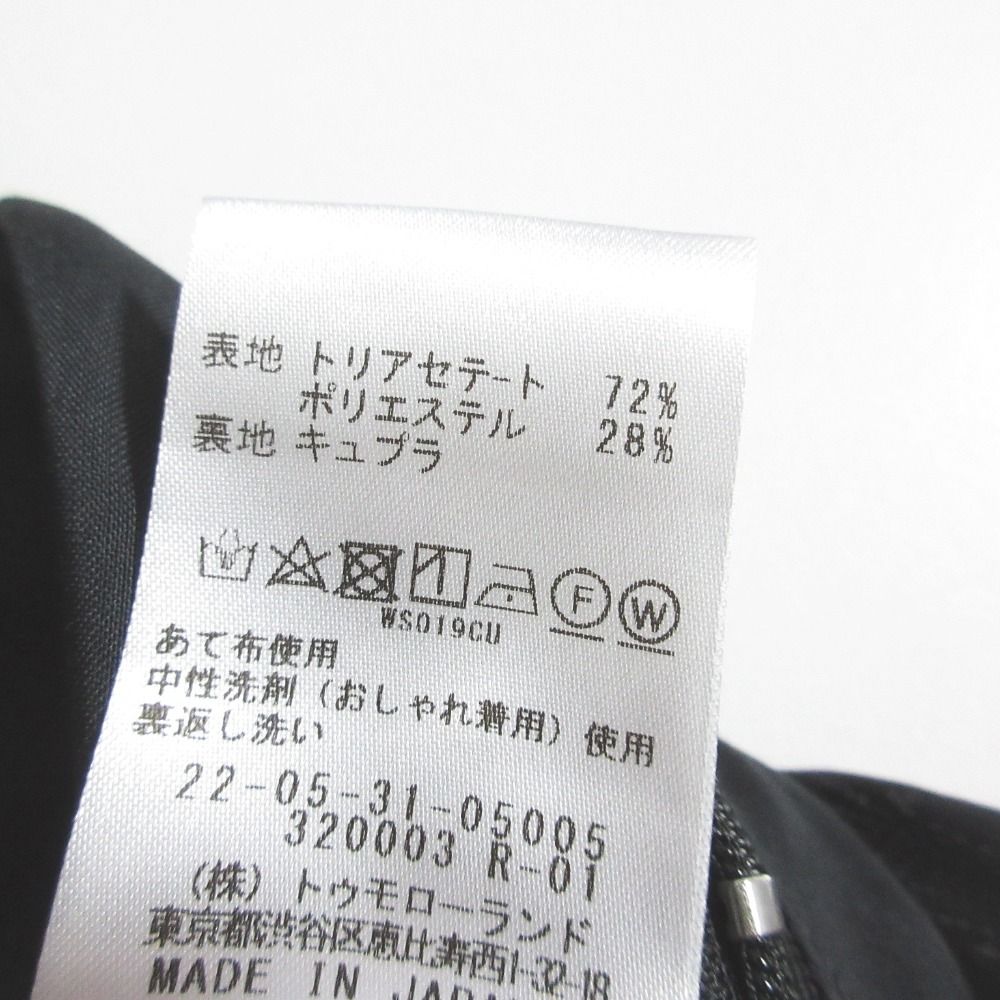 表地 トリアセテート 72%
ポリエステル 28%
裏地 キュプラ
F W
WS019CU
あて布使用
中性洗剤(おしゃれ着用)使用
裏返し洗い
22-05-31-05005
320003 R-01
(株) トゥモローランド
東京都渋谷区恵比寿西1-32-18
MADE IN JAPAN